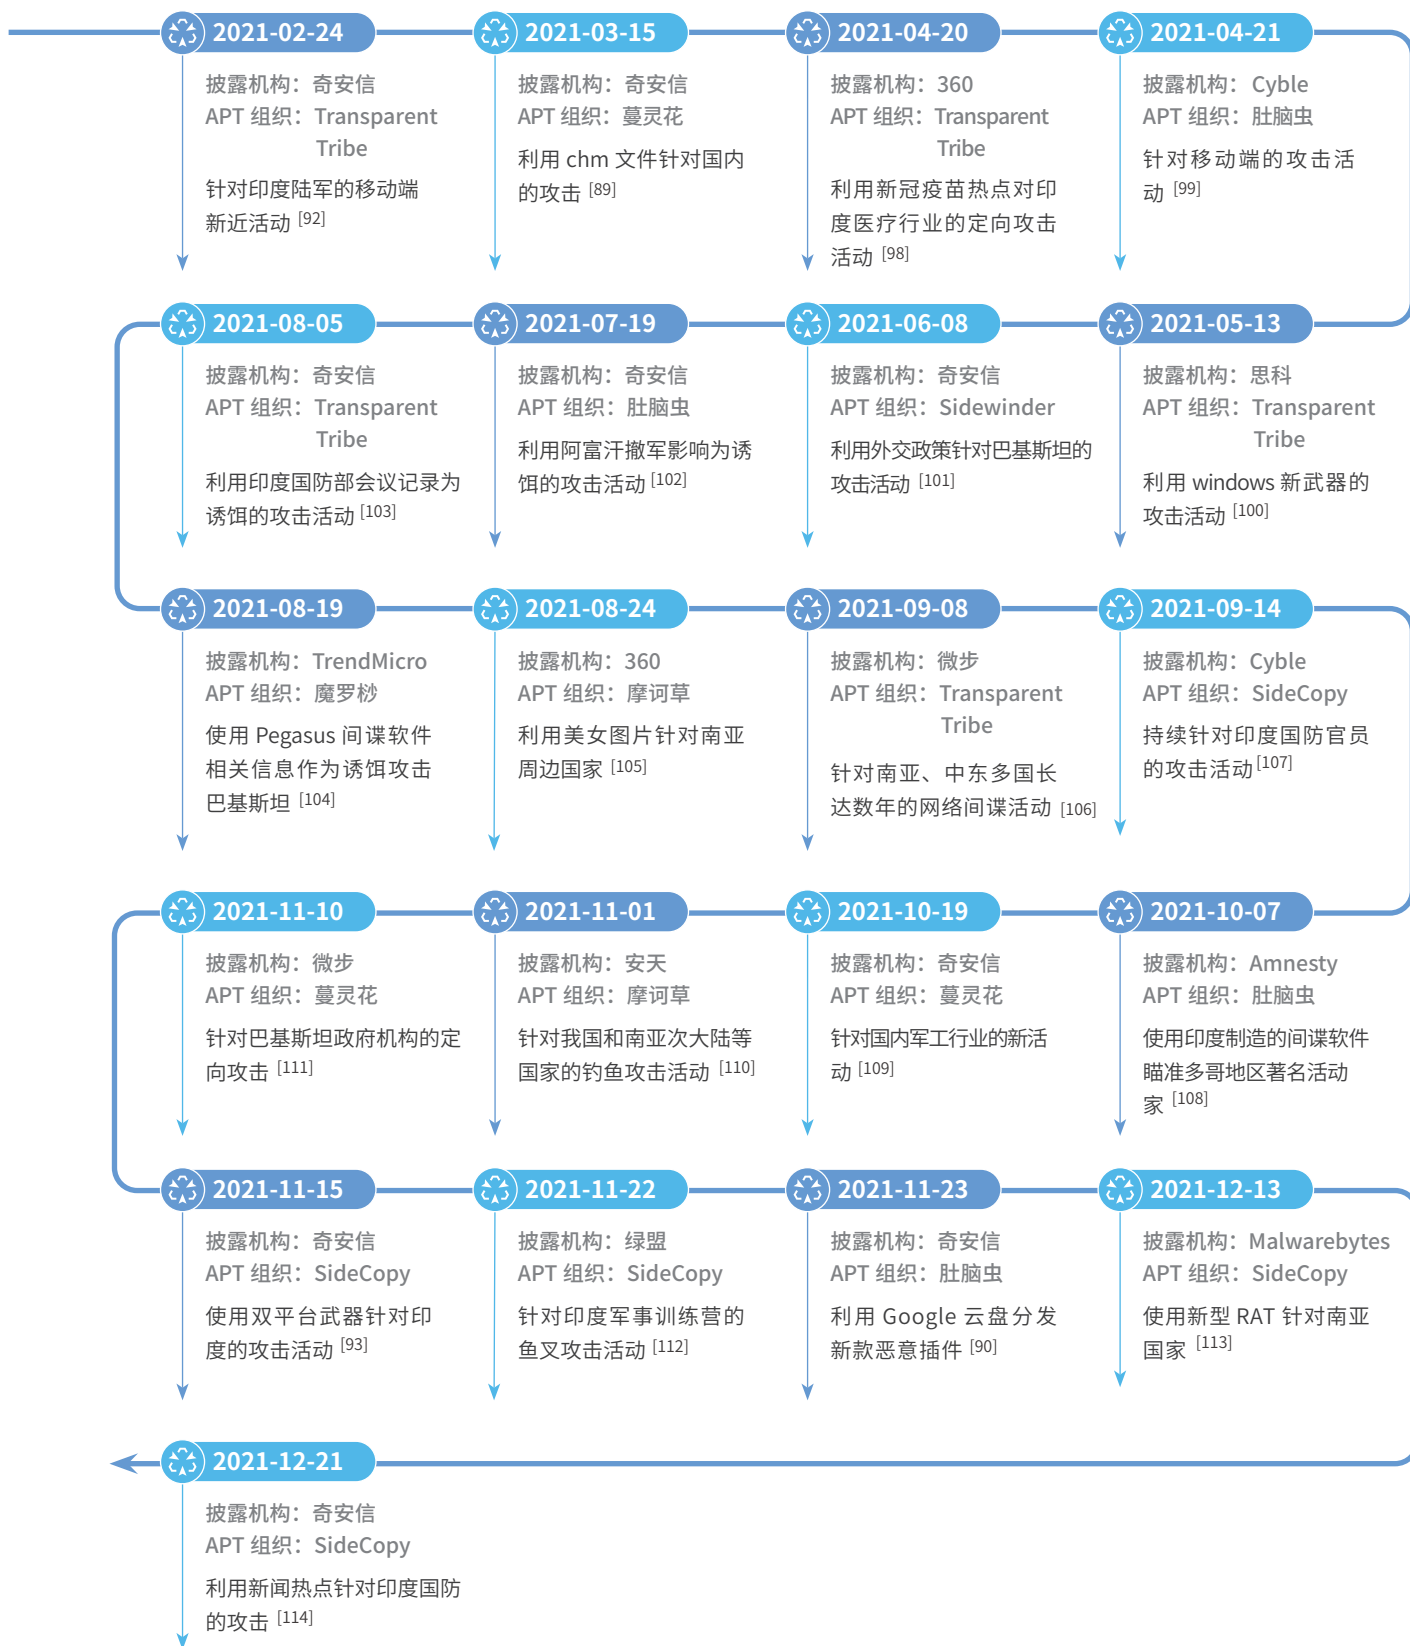 2021-02-24
披露机构：奇安信
APT 组织：Transparent
Tribe
针对印度陆军的移动端
新近活动 [92]
2021-03-15
披露机构：奇安信
APT 组织：蔓灵花
利用 chm 文件针对国内
的攻击 [89]
2021-04-20
披露机构：360
APT 组织：Transparent
Tribe
利用新冠疫苗热点对印
度医疗行业的定向攻击
活动 [98]
2021-04-21
披露机构：Cyble
APT 组织：肚脑虫
针对移动端的攻击活
动 [99]
2021-05-13
披露机构：思科
APT 组织：Transparent
Tribe
利用 windows 新武器的
攻击活动 [100]
2021-06-08
披露机构：奇安信
APT 组织：Sidewinder
利用外交政策针对巴基斯坦的
攻击活动 [101]
2021-07-19
披露机构：奇安信
APT 组织：肚脑虫
利用阿富汗撤军影响为诱
饵的攻击活动 [102]
2021-08-05
披露机构：奇安信
APT 组织：Transparent
Tribe
利用印度国防部会议记录为
诱饵的攻击活动 [103]
2021-08-19
披露机构：TrendMicro
APT 组织：魔罗桫
使用 Pegasus 间谍软件
相关信息作为诱饵攻击
巴基斯坦 [104]
2021-08-24
披露机构：360
APT 组织：摩诃草
利用美女图片针对南亚
周边国家 [105]
2021-09-08
披露机构：微步
APT 组织：Transparent
Tribe
针对南亚、中东多国长
达数年的网络间谍活动 [106]
2021-09-14
披露机构：Cyble
APT 组织：SideCopy
持续针对印度国防官员
的攻击活动 [107]
2021-10-07
披露机构：Amnesty
APT 组织：肚脑虫
使用印度制造的间谍软件
瞄准多哥地区著名活动
家 [108]
2021-10-19
披露机构：奇安信
APT 组织：蔓灵花
针对国内军工行业的新活
动 [109]
2021-11-01
披露机构：安天
APT 组织：摩诃草
针对我国和南亚次大陆等
国家的钓鱼攻击活动 [110]
2021-11-10
披露机构：微步
APT 组织：蔓灵花
针对巴基斯坦政府机构的定
向攻击 [111]
2021-11-15
披露机构：奇安信
APT 组织：SideCopy
使用双平台武器针对印
度的攻击活动 [93]
2021-11-22
披露机构：绿盟
APT 组织：SideCopy
针对印度军事训练营的
鱼叉攻击活动 [112]
2021-11-23
披露机构：奇安信
APT 组织：肚脑虫
利用 Google 云盘分发
新款恶意插件 [90]
2021-12-13
披露机构：Malwarebytes
APT 组织：SideCopy
使用新型 RAT 针对南亚
国家 [113]
2021-12-21
披露机构：奇安信
APT 组织：SideCopy
利用新闻热点针对印度国防
的攻击 [114]